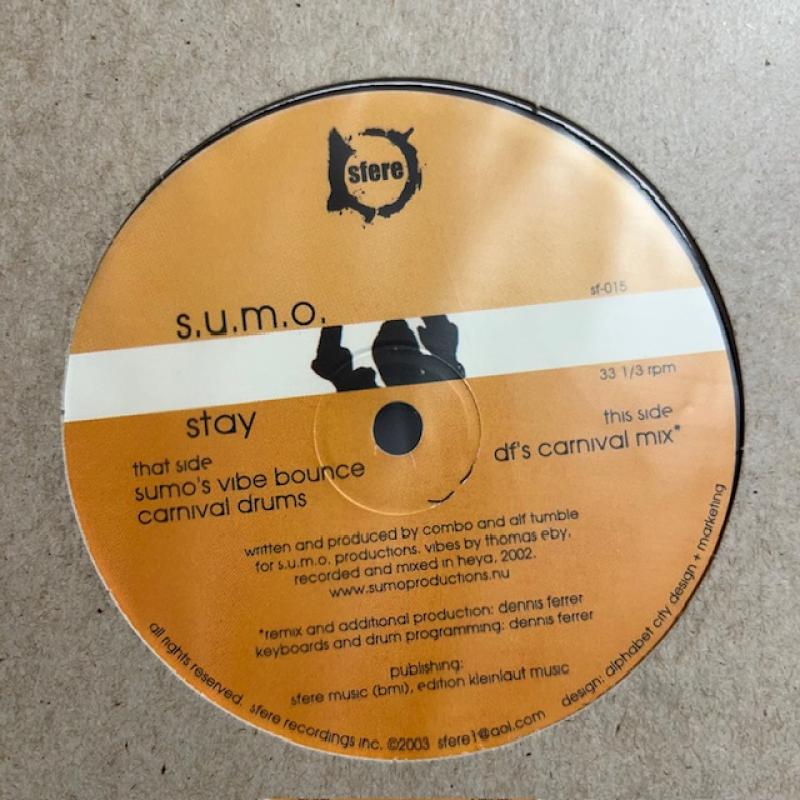 sfere
s.u.m.o.
sf-015
33 1/3 rpm
stay
that side
sumo's vibe bounce
carnival drums
this side
df's carnival mix*
written and produced by combo and alf tumble
for s.u.m.o. productions. vibes by thomas eby,
recorded and mixed in heya, 2002.
www.sumoproductions.nu
*remix and additional production: dennis ferrer
keyboards and drum programming: dennis ferrer
publishing:
sfere music (bmi), edition kleinlaut music
all rights reserved. sfere recordings inc. ©2003 sfere1@aol.com design: alphabet city design + marketing